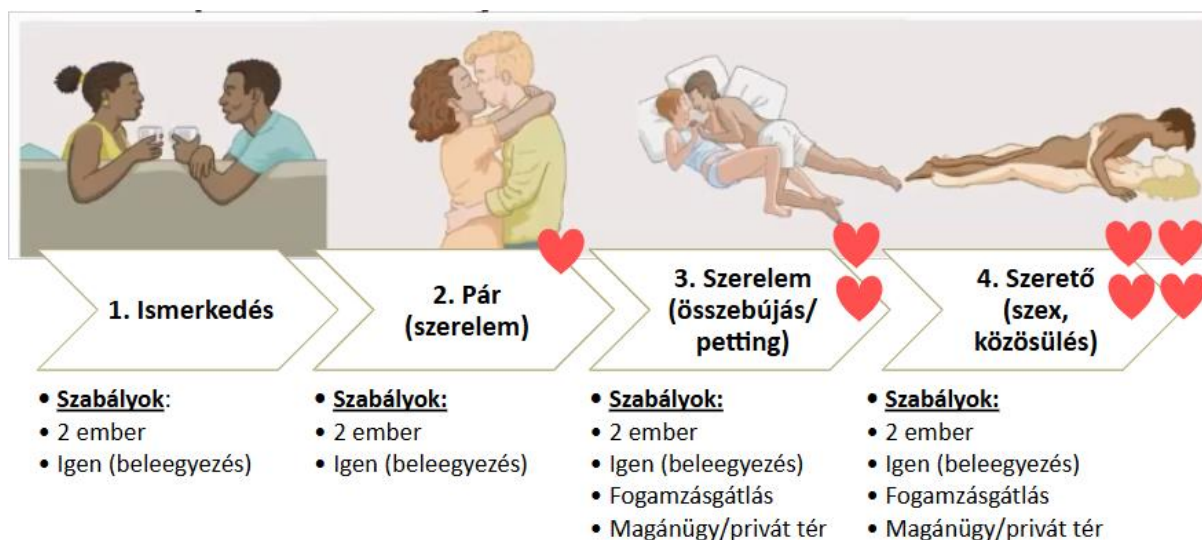 1. Ismerkedés
2. Pár
(szerelem)
3. Szerelem
(összebújás/
petting)
4. Szerető
(szex,
közösülés)
• Szabályok:
• 2 ember
• Igen (beleegyezés)
• Szabályok:
• 2 ember
• Igen (beleegyezés)
• Szabályok:
• 2 ember
• Igen (beleegyezés)
• Fogamzásgátlás
• Magánügy/privát tér
• Szabályok:
• 2 ember
• Igen (beleegyezés)
• Fogamzásgátlás
• Magánügy/privát tér